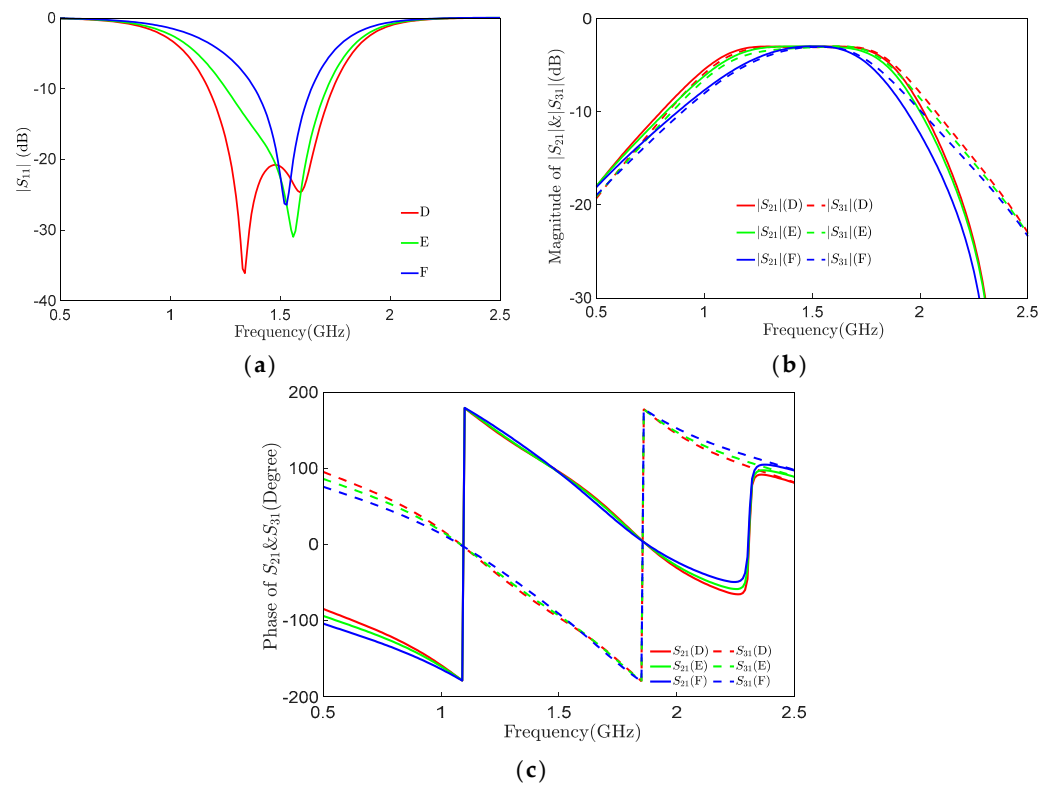 0
-10
-20
-30
-40
|S11| (dB)
D
E
F
0.5 1 1.5 2 2.5
Frequency(GHz)
(a)
0
-10
-20
-30
Magnitude of |S21|&|S31|(dB)
|S21|(D) |S31|(D)
|S21|(E) |S31|(E)
|S21|(F) |S31|(F)
0.5 1 1.5 2 2.5
Frequency(GHz)
(b)
200
100
0
-100
-200
Phase of S21&S31(Degree)
S21(D) S31(D)
S21(E) S31(E)
S21(F) S31(F)
0.5 1 1.5 2 2.5
Frequency(GHz)
(c)